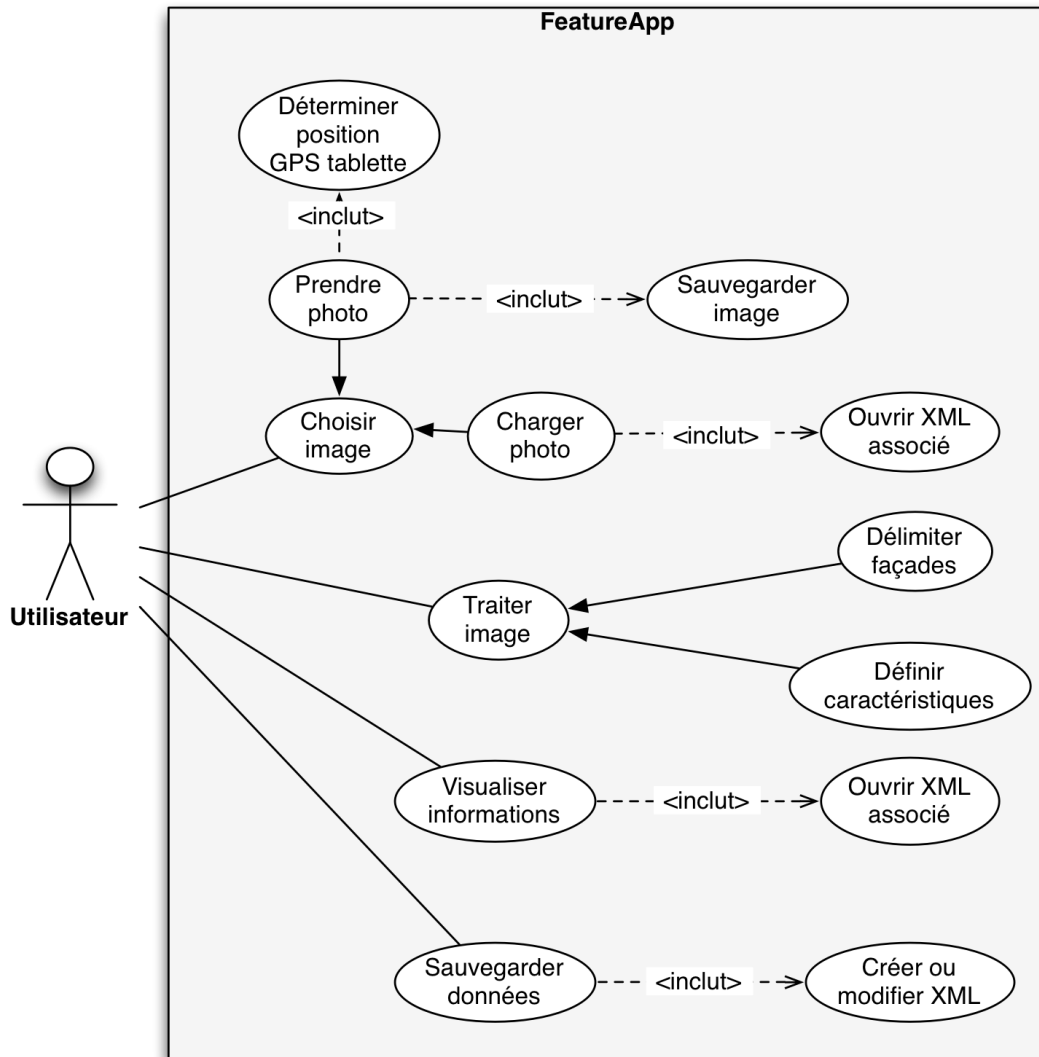 FeatureApp
Déterminer
position
GPS tablette
<inclut>
Prendre
photo
<inclut>
Sauvegarder
image
Choisir
image
Charger
photo
<inclut>
Ouvrir XML
associé
Utilisateur
Délimiter
façades
Traiter
image
Définir
caractéristiques
Visualiser
informations
<inclut>
Ouvrir XML
associé
Sauvegarder
données
<inclut>
Créer ou
modifier XML